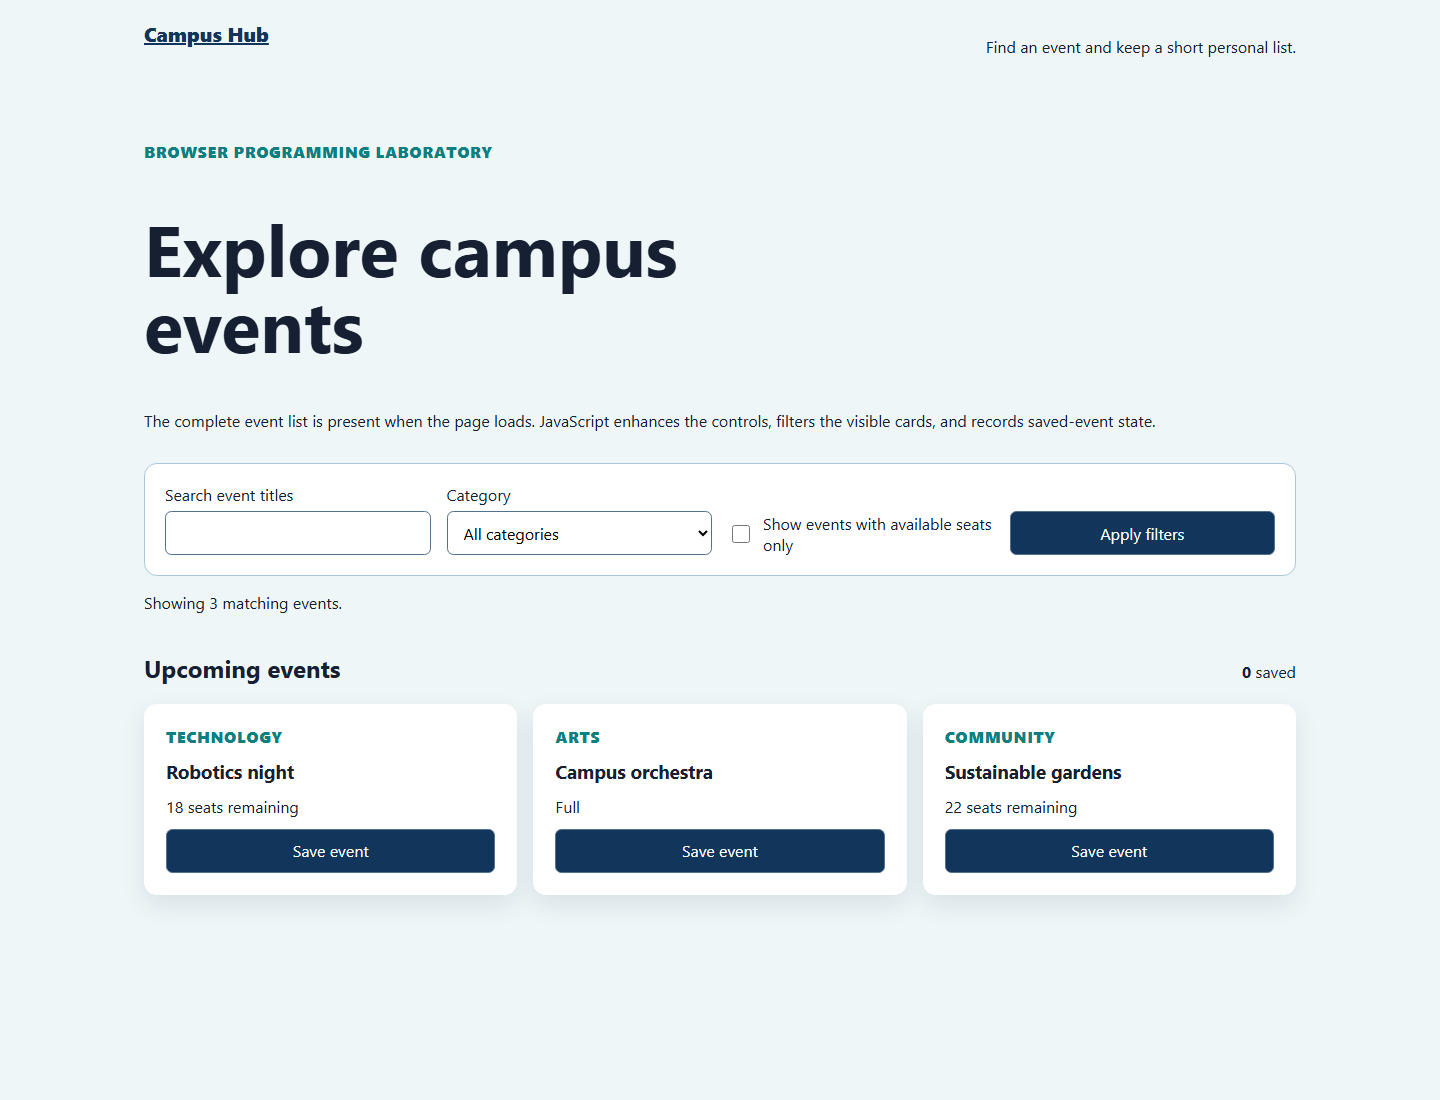 Campus Hub
Find an event and keep a short personal list.
BROWSER PROGRAMMING LABORATORY
Explore campus
events
The complete event list is present when the page loads. JavaScript enhances the controls, filters the visible cards, and records saved-event state.
Search event titles
Category
All categories
Show events with available seats
only
Apply filters
Showing 3 matching events.
Upcoming events
0 saved
TECHNOLOGY
Robotics night
18 seats remaining
Save event
ARTS
Campus orchestra
Full
Save event
COMMUNITY
Sustainable gardens
22 seats remaining
Save event